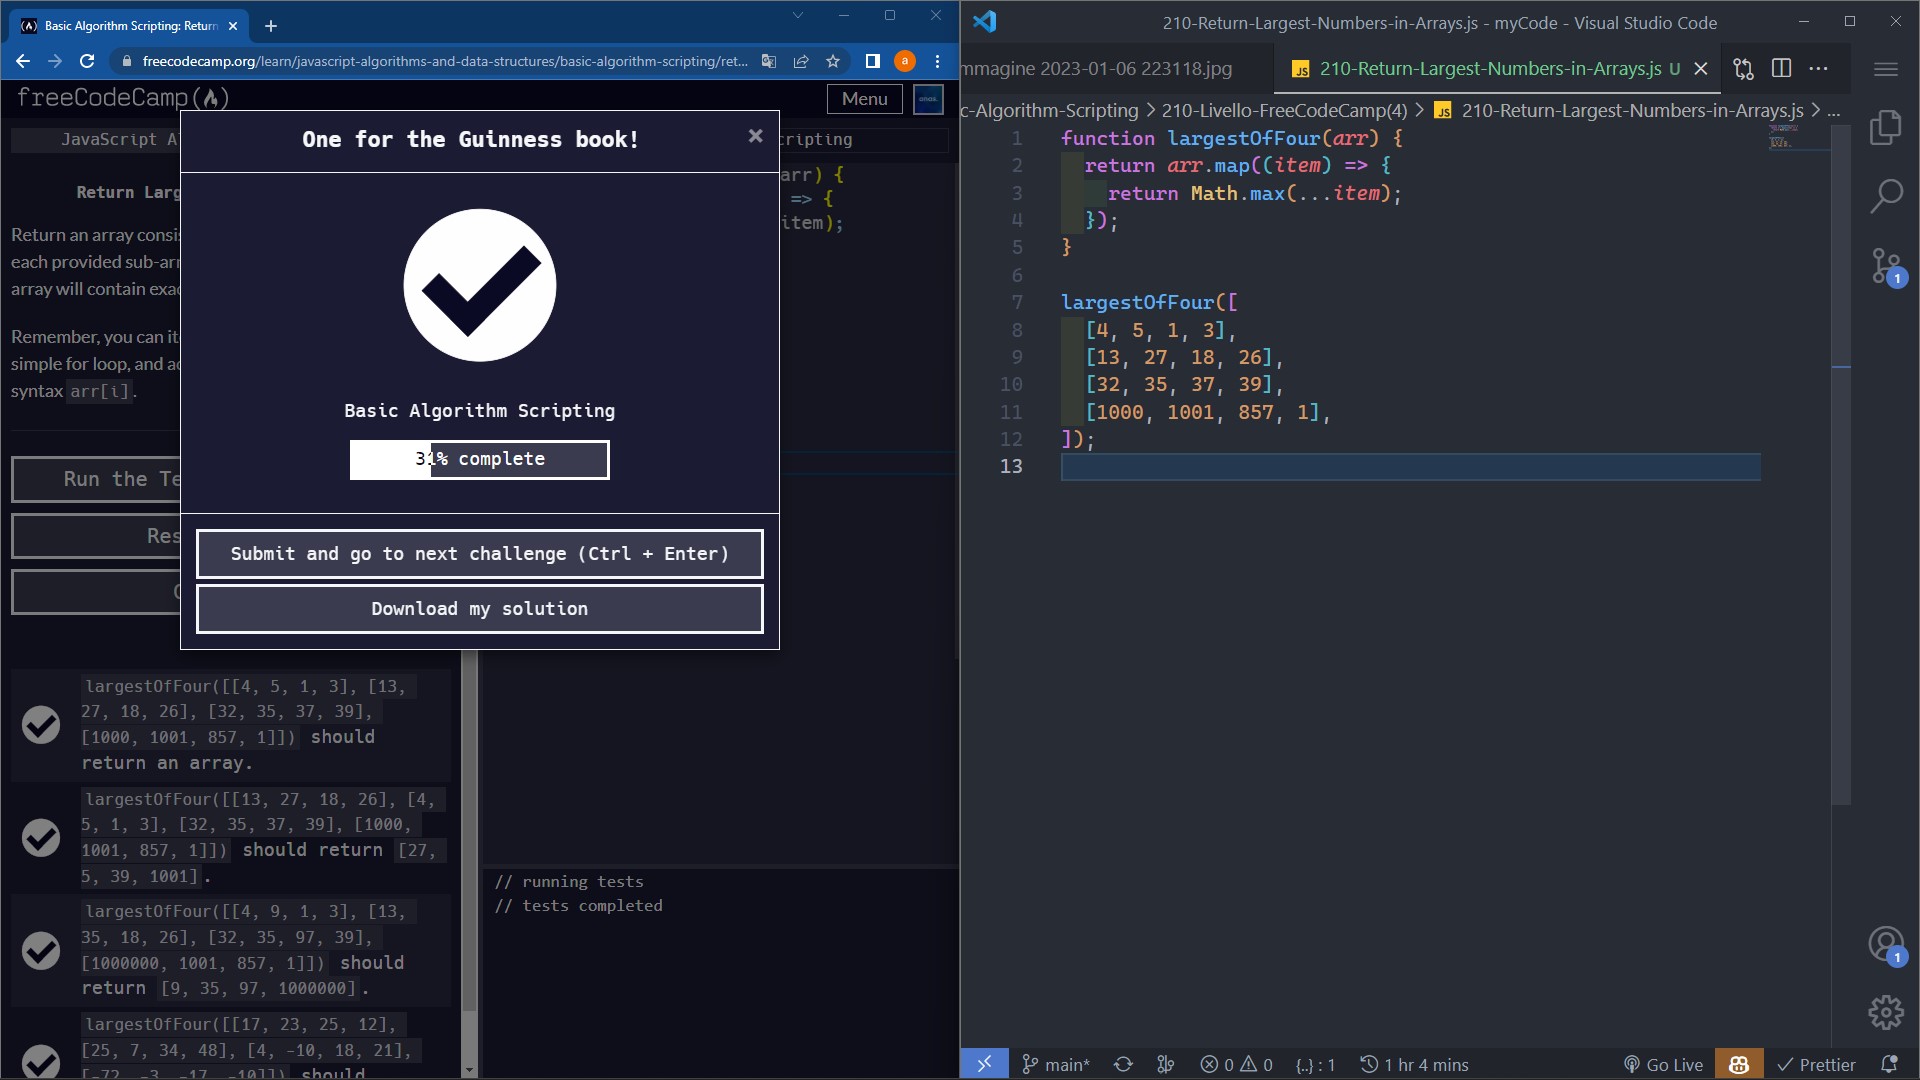 Basic Algorithm Scripting: Return
freecodecamp.org/learn/javascript-algorithms-and-data-structures/basic-algorithm-scripting/ret...
a
freeCodeCamp
Menu
JavaScript A
cripting
One for the Guinness book!
Basic Algorithm Scripting
31% complete
Submit and go to next challenge (Ctrl + Enter)
Download my solution
Return Larg
Return an array consi
each provided sub-arr
array will contain exac
Remember, you can it
simple for loop, and ac
syntax arr[i].
Run the Te
Res
largestOfFour([[4, 5, 1, 3], [13,
27, 18, 26], [32, 35, 37, 39],
[1000, 1001, 857, 1]]) should
return an array.
largestOfFour([[13, 27, 18, 26], [4,
5, 1, 3], [32, 35, 37, 39], [1000,
1001, 857, 1]]) should return [27,
5, 39, 1001].
largestOfFour([[4, 9, 1, 3], [13,
35, 18, 26], [32, 35, 97, 39],
[1000000, 1001, 857, 1]]) should
return [9, 35, 97, 1000000].
largestOfFour([[17, 23, 25, 12],
[25, 7, 34, 48], [4, -10, 18, 21],
[-72, -3, -17, -10]]) should
arr) {
=> {
item);
// running tests
// tests completed
210-Return-Largest-Numbers-in-Arrays.js - myCode - Visual Studio Code
mmagine 2023-01-06 223118.jpg
JS 210-Return-Largest-Numbers-in-Arrays.js U
c-Algorithm-Scripting > 210-Livello-FreeCodeCamp(4) > JS 210-Return-Largest-Numbers-in-Arrays.js > ...
1 function largestOfFour(arr) {
2 return arr.map((item) => {
3 return Math.max(...item);
4 });
5 }
6
7 largestOfFour([
8 [4, 5, 1, 3],
9 [13, 27, 18, 26],
10 [32, 35, 37, 39],
11 [1000, 1001, 857, 1],
12 ]);
13
1
1
main* 0 0 {..} : 1 1 hr 4 mins Go Live Prettier